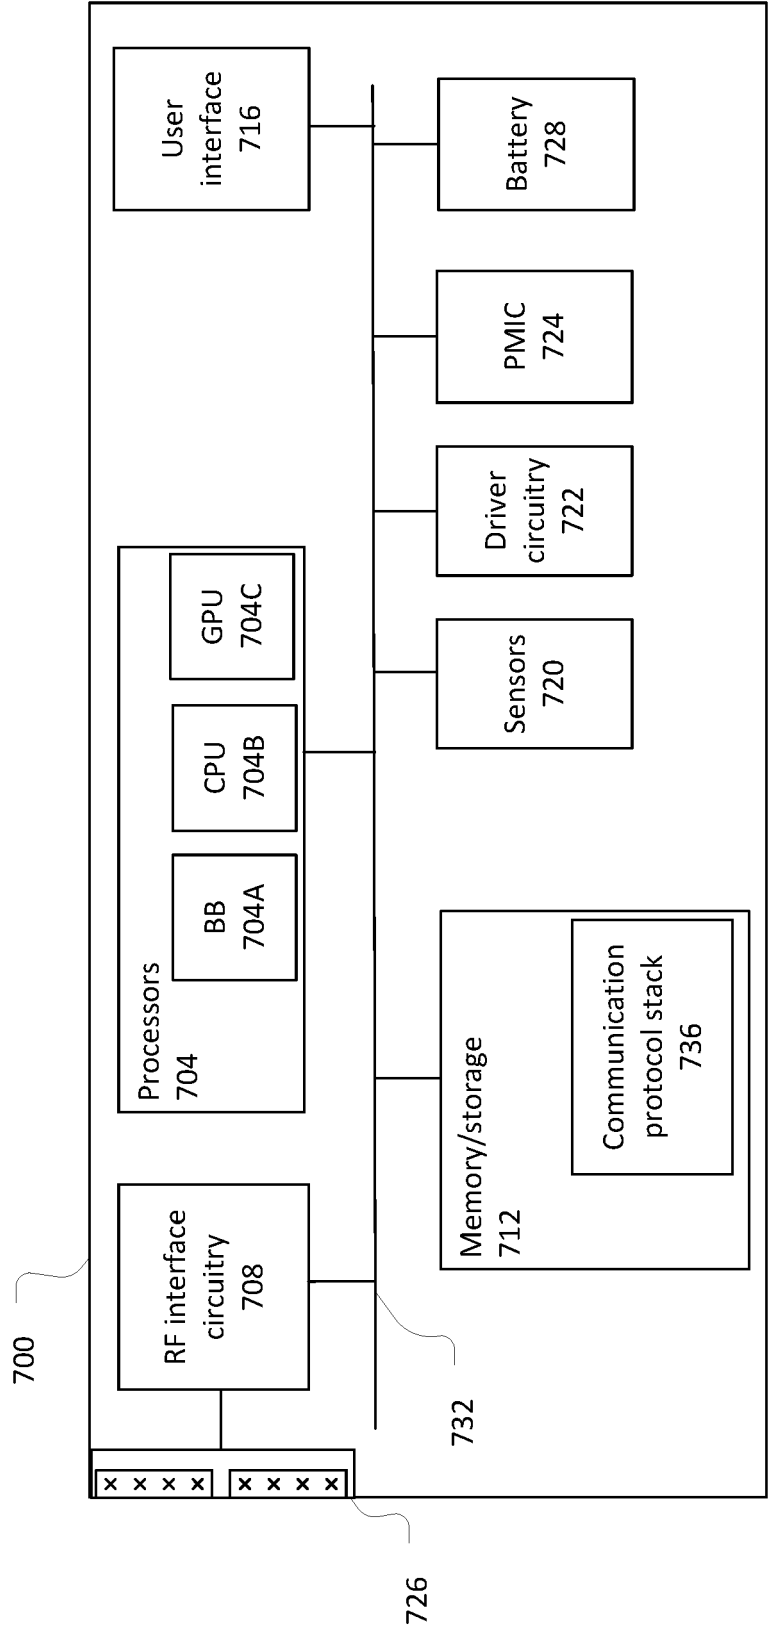 700
RF interface
circuitry
708
Processors
704
BB
704A
CPU
704B
GPU
704C
User
interface
716
726
x x x x
x x x x
732
Memory/storage
712
Communication
protocol stack
736
Sensors
720
Driver
circuitry
722
PMIC
724
Battery
728